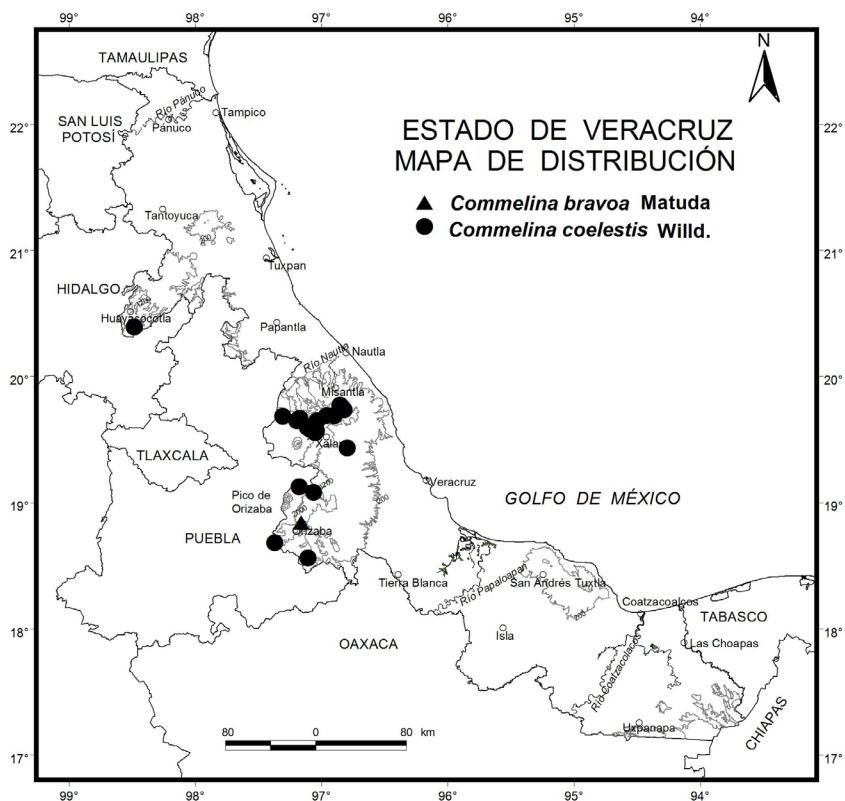 99° 98° 97° 96° 95° 94°
N
TAMAULIPAS
Río Pánuco
Tampico
SAN LUIS
POTOSÍ
Pánuco
22° 22°
ESTADO DE VERACRUZ
MAPA DE DISTRIBUCIÓN
Commelina bravoa Matuda
Commelina coelestis Willd.
Tantoyuca
21° 21°
Tuxpan
HIDALGO
Huayacocotla
Papantla
Río Nautla
Nautla
20° 20°
Misantla
Xalapa
TLAXCALA
Pico de
Orizaba
Veracruz
GOLFO DE MÉXICO
19° 19°
PUEBLA
Orizaba
Tierra Blanca
Río Papaloapan
San Andrés Tuxtla
Coatzacoalcos
TABASCO
18° 18°
OAXACA
Isla
Las Choapas
Río Coatzacoalcos
Uxpanapa
CHIAPAS
80 0 80 km
17° 17°
99° 98° 97° 96° 95° 94°